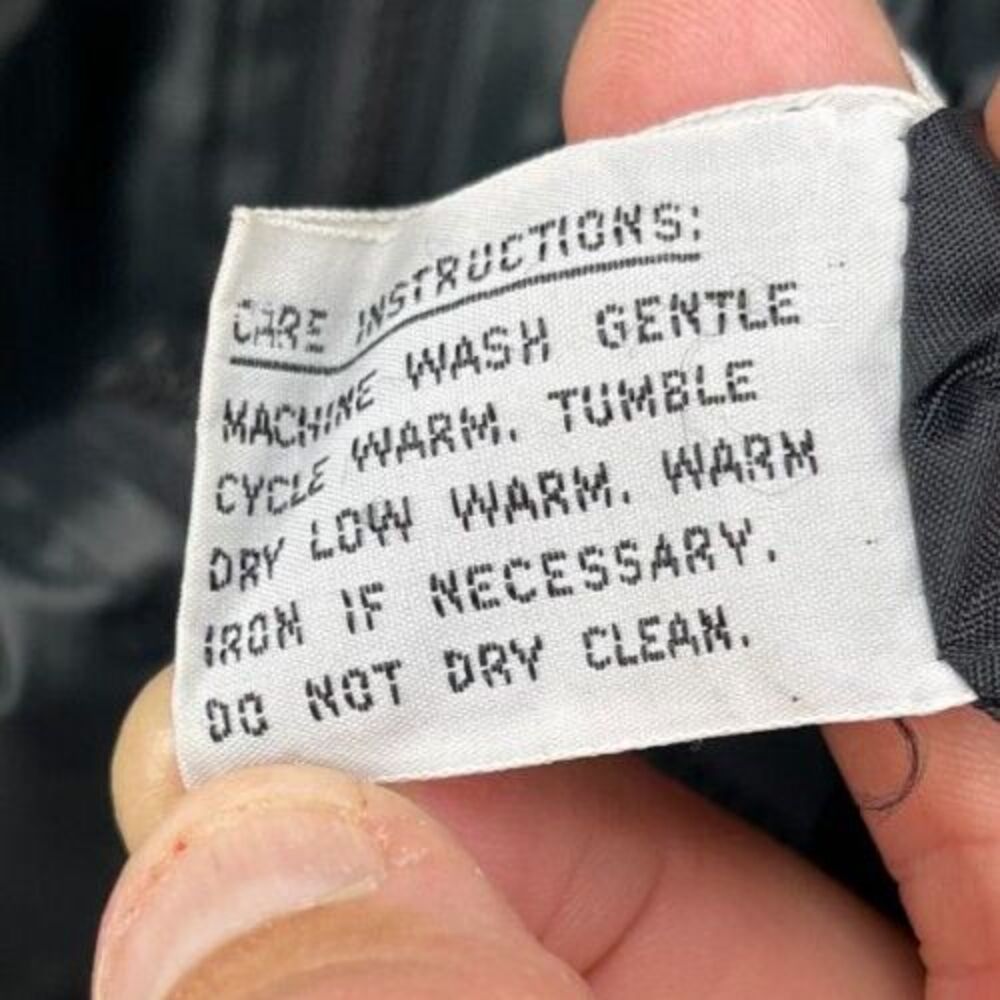 CARE INSTRUCTIONS:
MACHINE WASH GENTLE
CYCLE WARM. TUMBLE
DRY LOW WARM. WARM
IRON IF NECESSARY.
DO NOT DRY CLEAN.